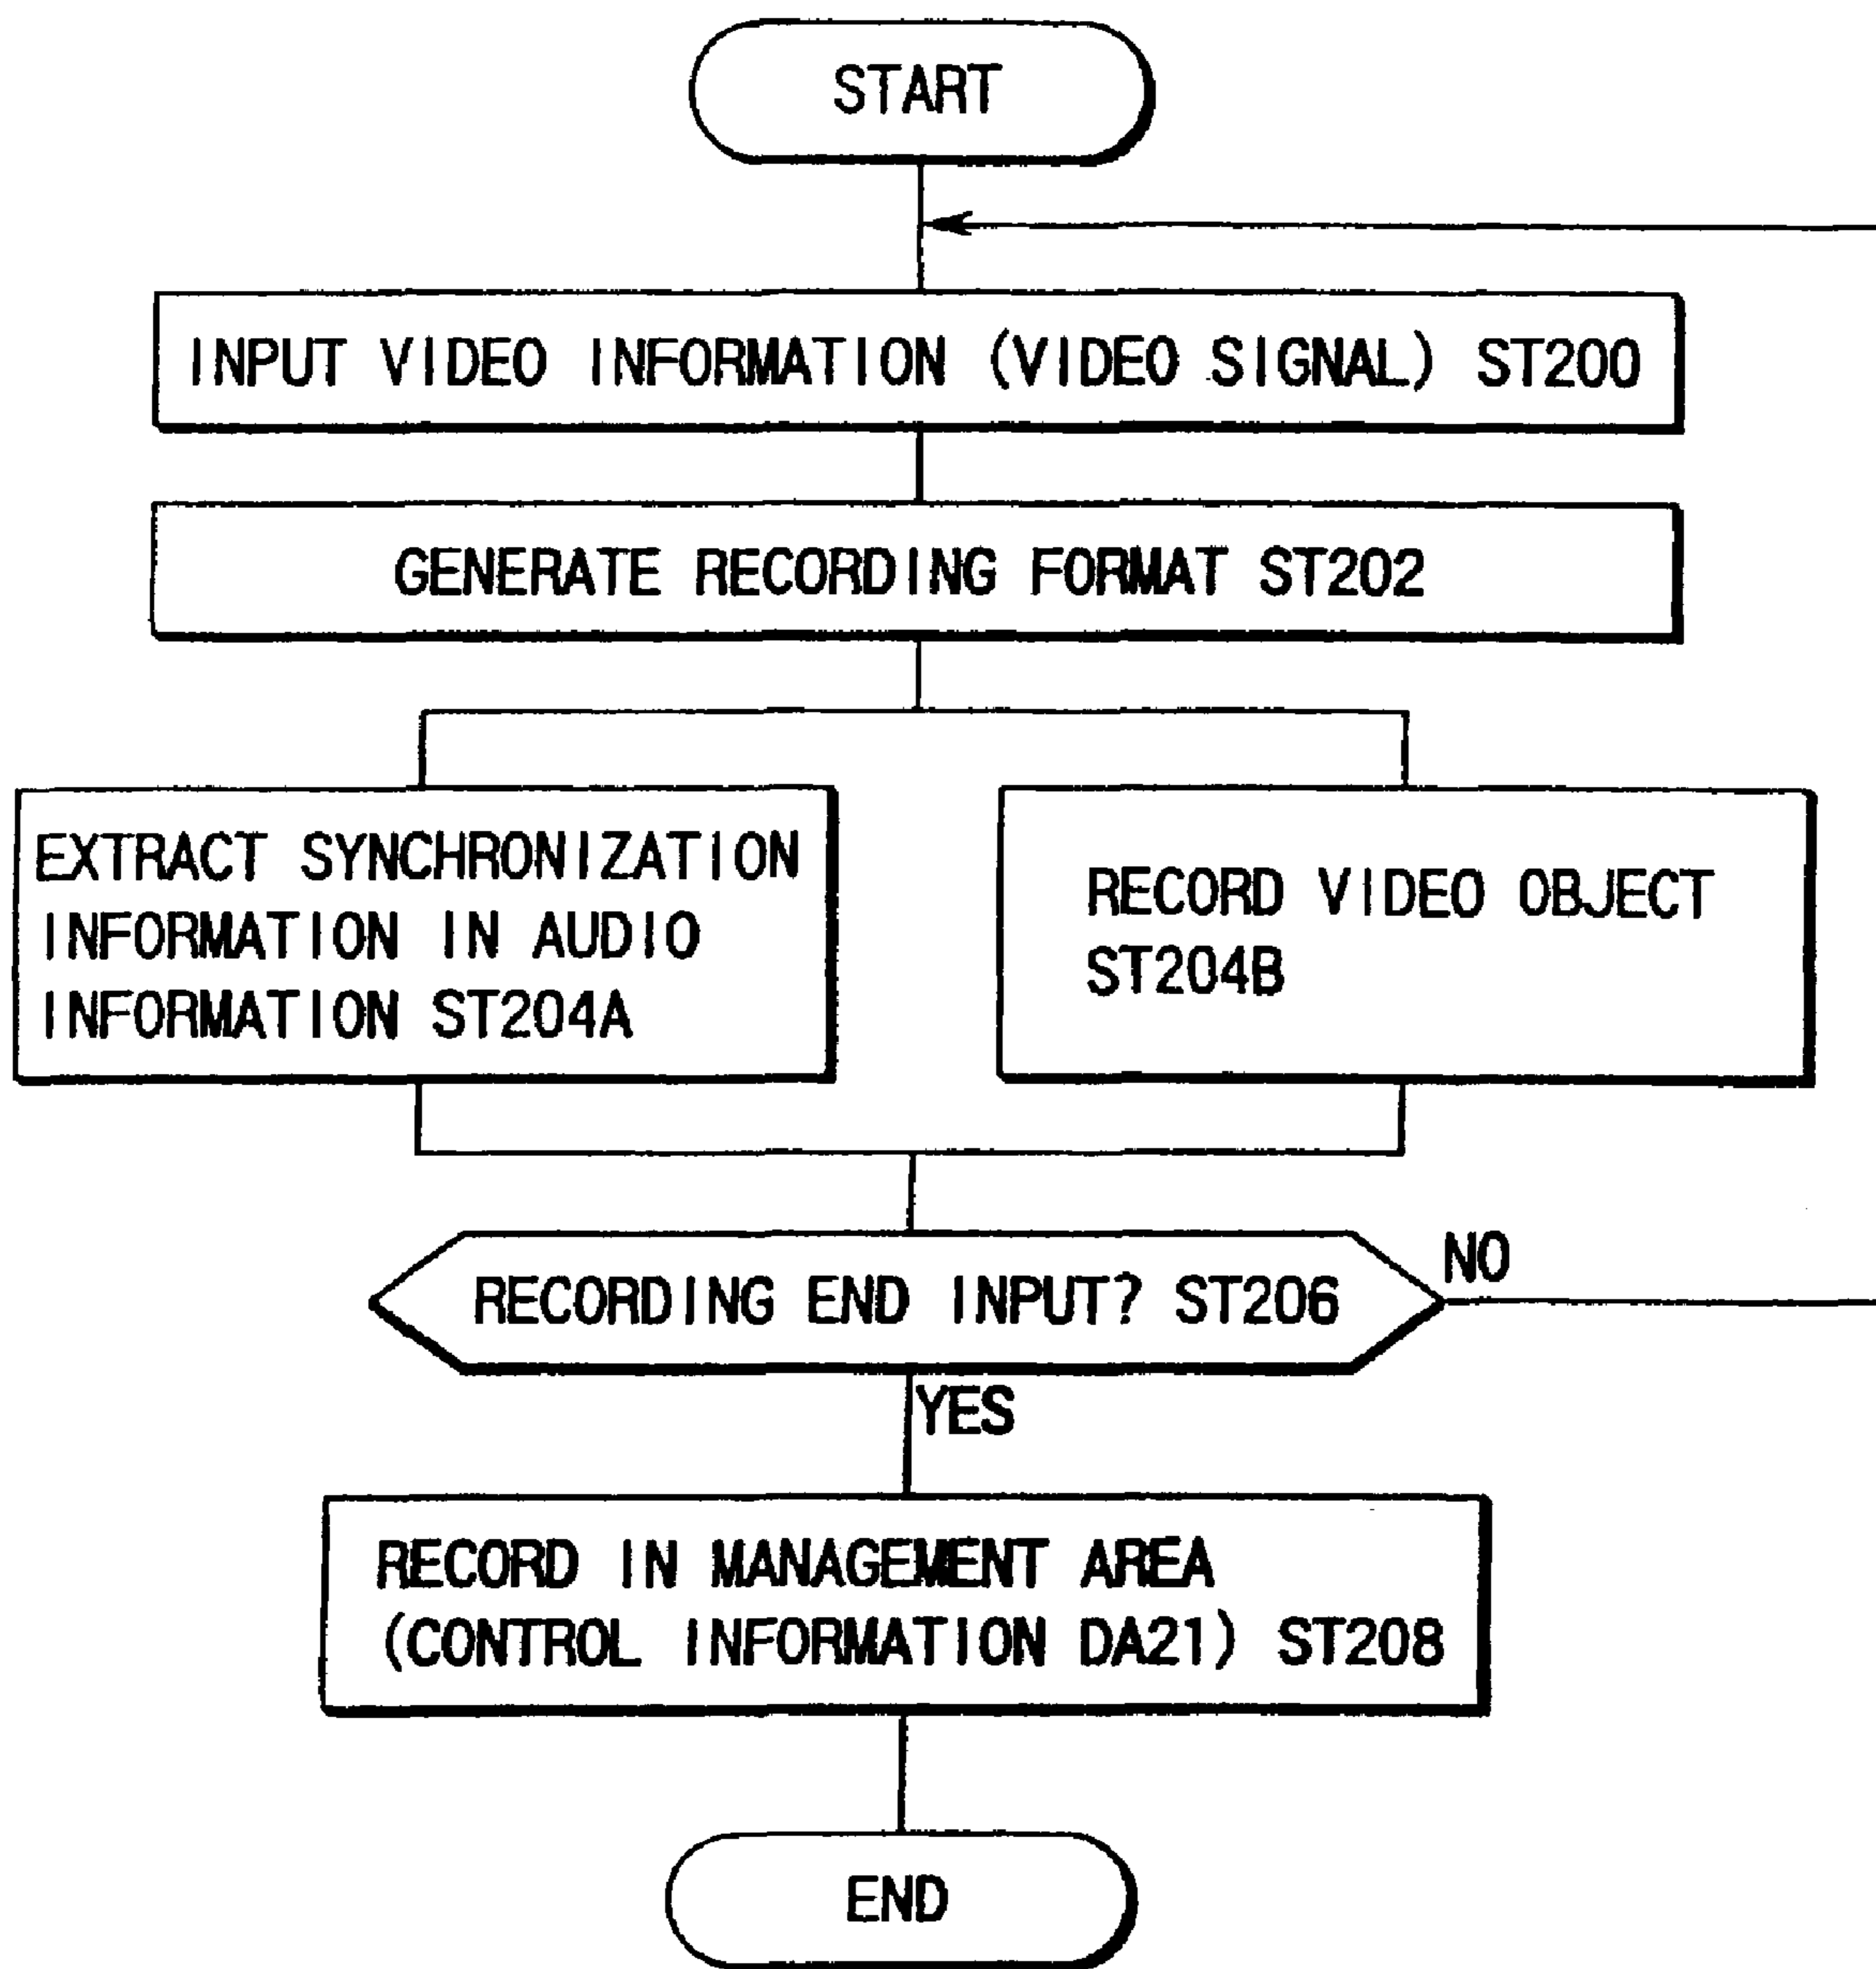 START
INPUT VIDEO INFORMATION (VIDEO SIGNAL) ST200
GENERATE RECORDING FORMAT ST202
EXTRACT SYNCHRONIZATION
INFORMATION IN AUDIO
INFORMATION ST204A
RECORD VIDEO OBJECT
ST204B
RECORDING END INPUT? ST206
NO
YES
RECORD IN MANAGEMENT AREA
(CONTROL INFORMATION DA21) ST208
END